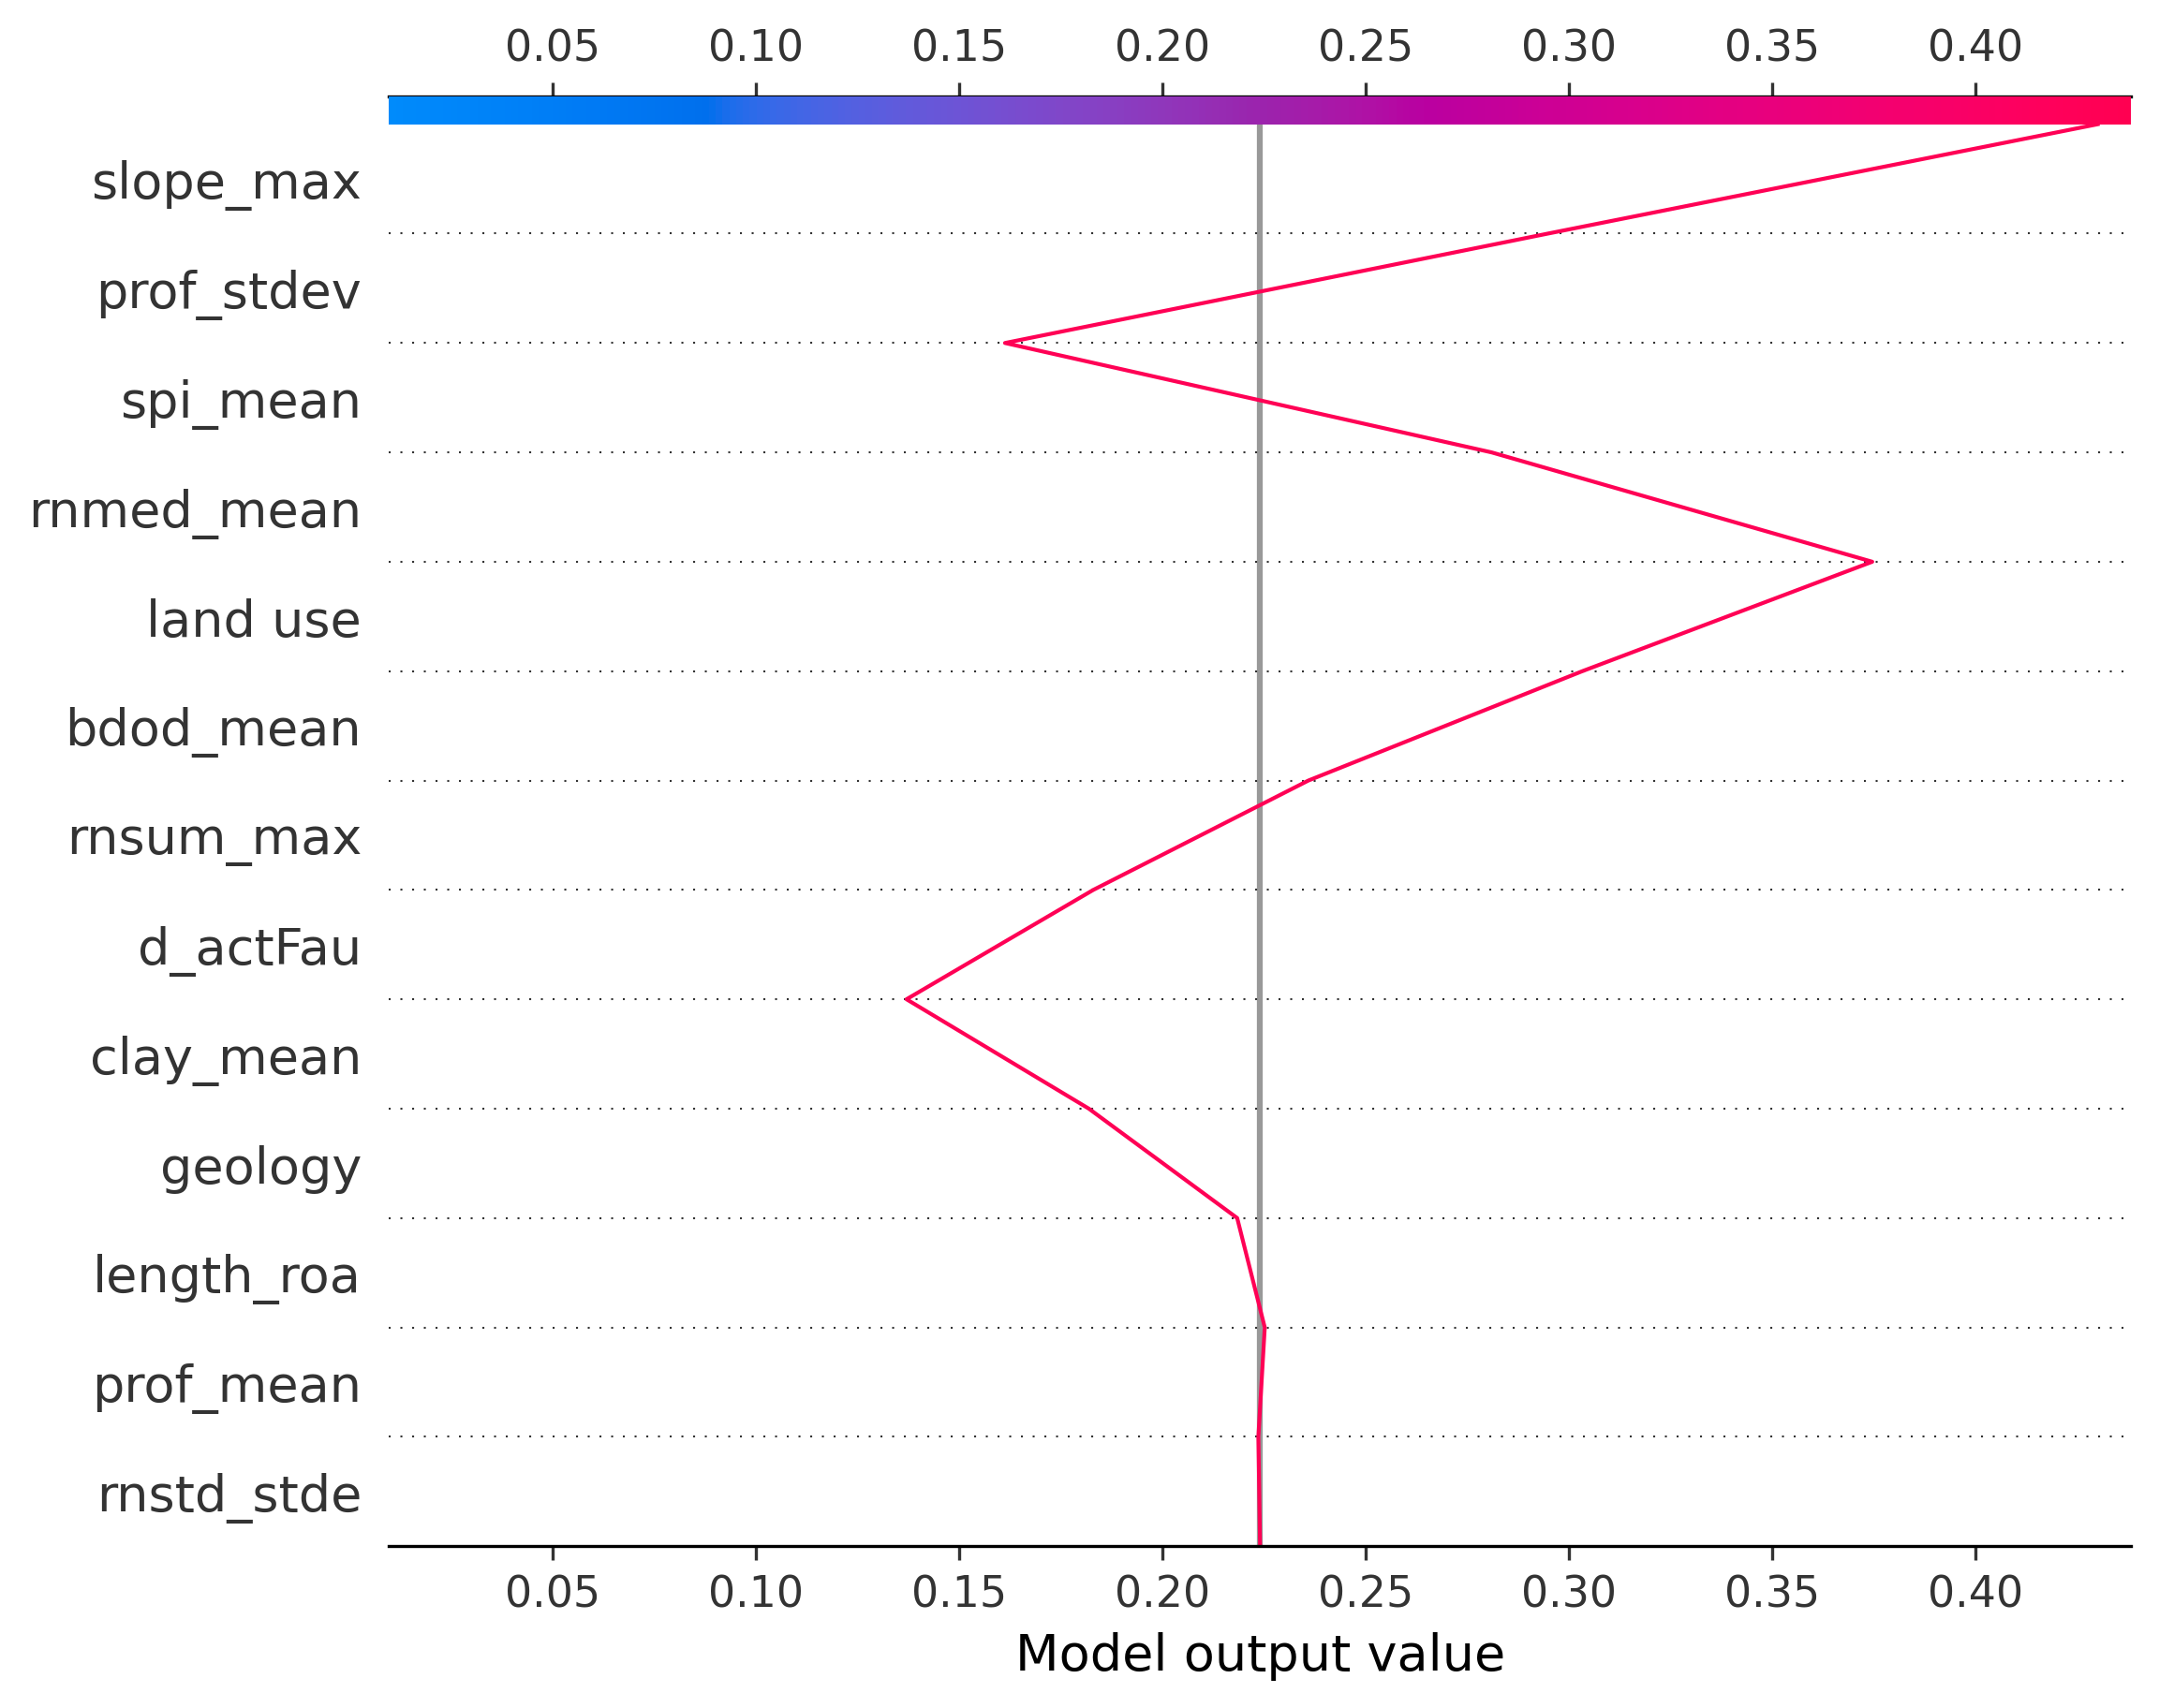 0.05 0.10 0.15 0.20 0.25 0.30 0.35 0.40
slope_max
prof_stdev
spi_mean
rnmed_mean
land use
bdod_mean
rnsum_max
d_actFau
clay_mean
geology
length_roa
prof_mean
rnstd_stde
0.05 0.10 0.15 0.20 0.25 0.30 0.35 0.40
Model output value